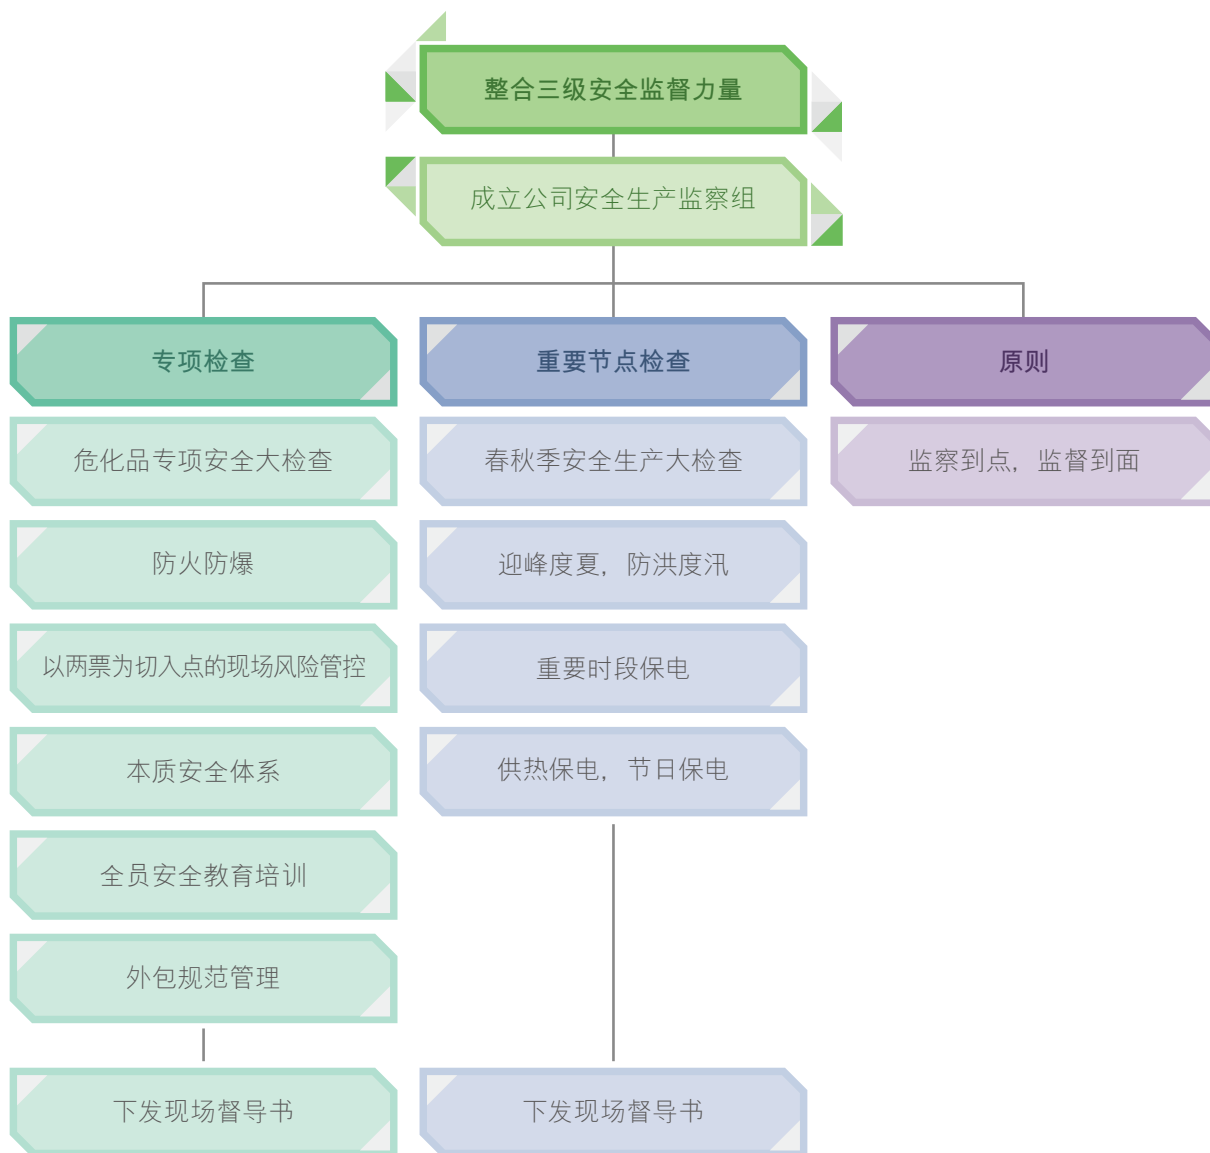 整合三级安全监督力量
成立公司安全生产监察组
专项检查
危化品专项安全大检查
防火防爆
以两票为切入点的现场风险管控
本质安全体系
全员安全教育培训
外包规范管理
下发现场督导书
重要节点检查
春秋季安全生产大检查
迎峰度夏，防洪度汛
重要时段保电
供热保电，节日保电
下发现场督导书
原则
监察到点，监督到面